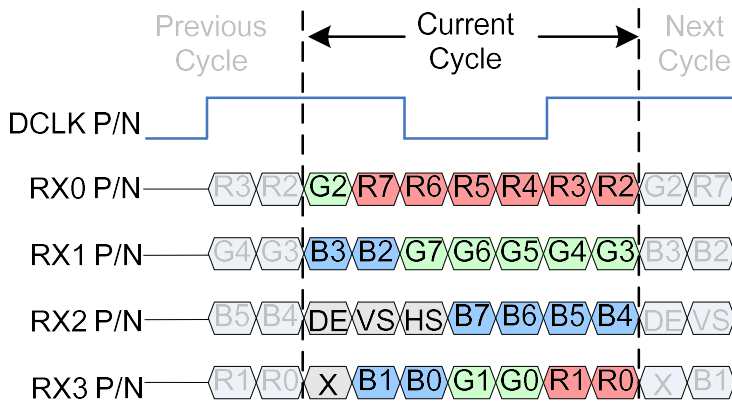 Previous Cycle
Current Cycle
Next Cycle
DCLK P/N
RX0 P/N R3 R2 G2 R7 R6 R5 R4 R3 R2 G2 R7
RX1 P/N G4 G3 B3 B2 G7 G6 G5 G4 G3 B3 B2
RX2 P/N B5 B4 DE VS HS B7 B6 B5 B4 DE VS
RX3 P/N R1 R0 X B1 B0 G1 G0 R1 R0 X B1